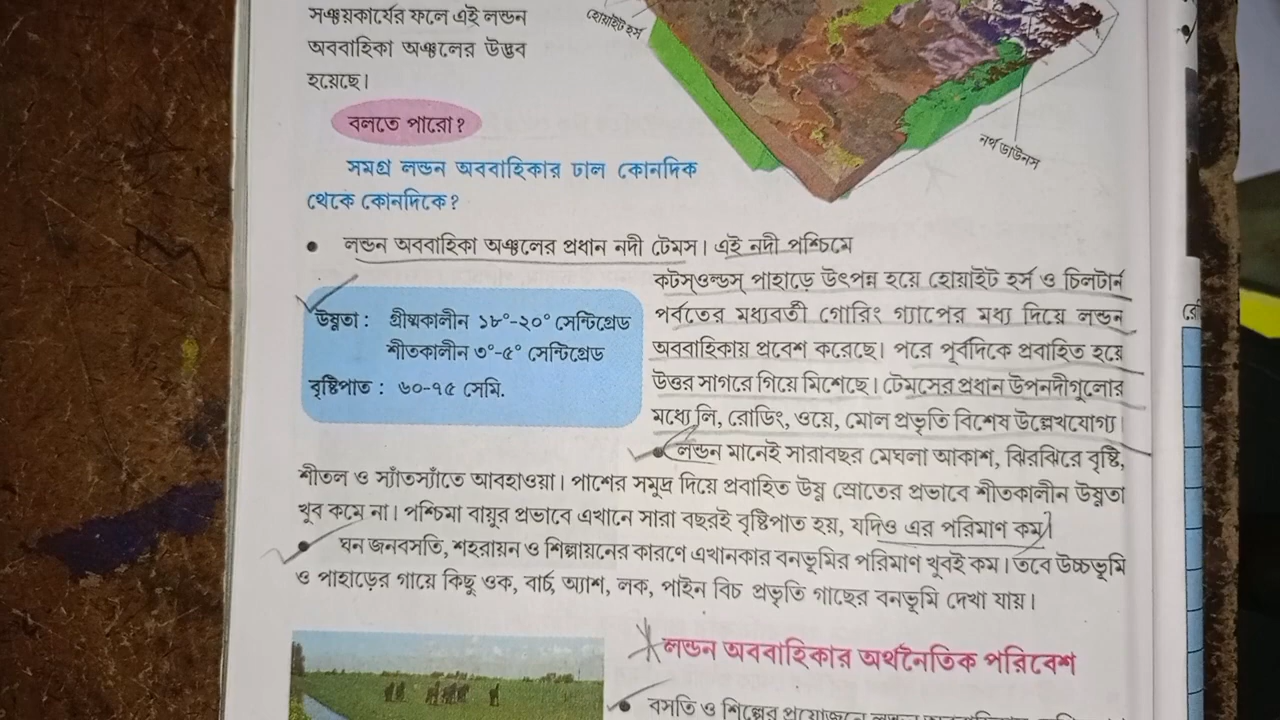 সঞ্চয়কার্যের ফলে এই লন্ডন
অববাহিকা অঞ্চলের উদ্ভব
হয়েছে।
হোয়াইট হর্স
নর্থ ডাউনস
বলতে পারো?
সমগ্র লন্ডন অববাহিকার ঢাল কোনদিক
থেকে কোনদিকে?
• লন্ডন অববাহিকা অঞ্চলের প্রধান নদী টেমস। এই নদী পশ্চিমে
কটস্ওল্ডস্ পাহাড়ে উৎপন্ন হয়ে হোয়াইট হর্স ও চিলটার্ন
পর্বতের মধ্যবর্তী গোরিং গ্যাপের মধ্য দিয়ে লন্ডন
অববাহিকায় প্রবেশ করেছে। পরে পূর্বদিকে প্রবাহিত হয়ে
উত্তর সাগরে গিয়ে মিশেছে। টেমসের প্রধান উপনদীগুলোর
মধ্যে লি, রোডিং, ওয়ে, মোল প্রভৃতি বিশেষ উল্লেখযোগ্য।
উষ্ণতা : গ্রীষ্মকালীন ১৮°-২০° সেন্টিগ্রেড
শীতকালীন ৩°-৫° সেন্টিগ্রেড
বৃষ্টিপাত : ৬০-৭৫ সেমি.
• লন্ডন মানেই সারাবছর মেঘলা আকাশ, ঝিরঝিরে বৃষ্টি,
শীতল ও স্যাঁতস্যাঁতে আবহাওয়া। পাশের সমুদ্র দিয়ে প্রবাহিত উষ্ণ স্রোতের প্রভাবে শীতকালীন উষ্ণতা
খুব কমে না। পশ্চিমা বায়ুর প্রভাবে এখানে সারা বছরই বৃষ্টিপাত হয়, যদিও এর পরিমাণ কম।
• ঘন জনবসতি, শহরায়ন ও শিল্পায়নের কারণে এখানকার বনভূমির পরিমাণ খুবই কম। তবে উচ্চভূমি
ও পাহাড়ের গায়ে কিছু ওক, বার্চ, অ্যাশ, লক, পাইন বিচ প্রভৃতি গাছের বনভূমি দেখা যায়।
লন্ডন অববাহিকার অর্থনৈতিক পরিবেশ
• বসতি ও শিল্পের প্রয়োজনে লন্ডন